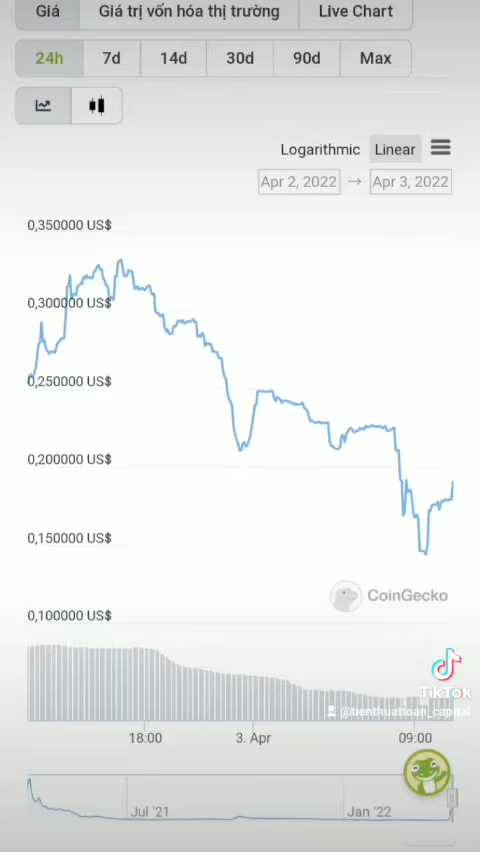 Giá Giá trị vốn hóa thị trường Live Chart
24h 7d 14d 30d 90d Max
Logarithmic Linear
Apr 2, 2022 → Apr 3, 2022
0,350000 US$
0,300000 US$
0,250000 US$
0,200000 US$
0,150000 US$
CoinGecko
0,100000 US$
TikTok
@tienthuattoan_capital
18:00 3. Apr 09:00
Jul '21 Jan '22